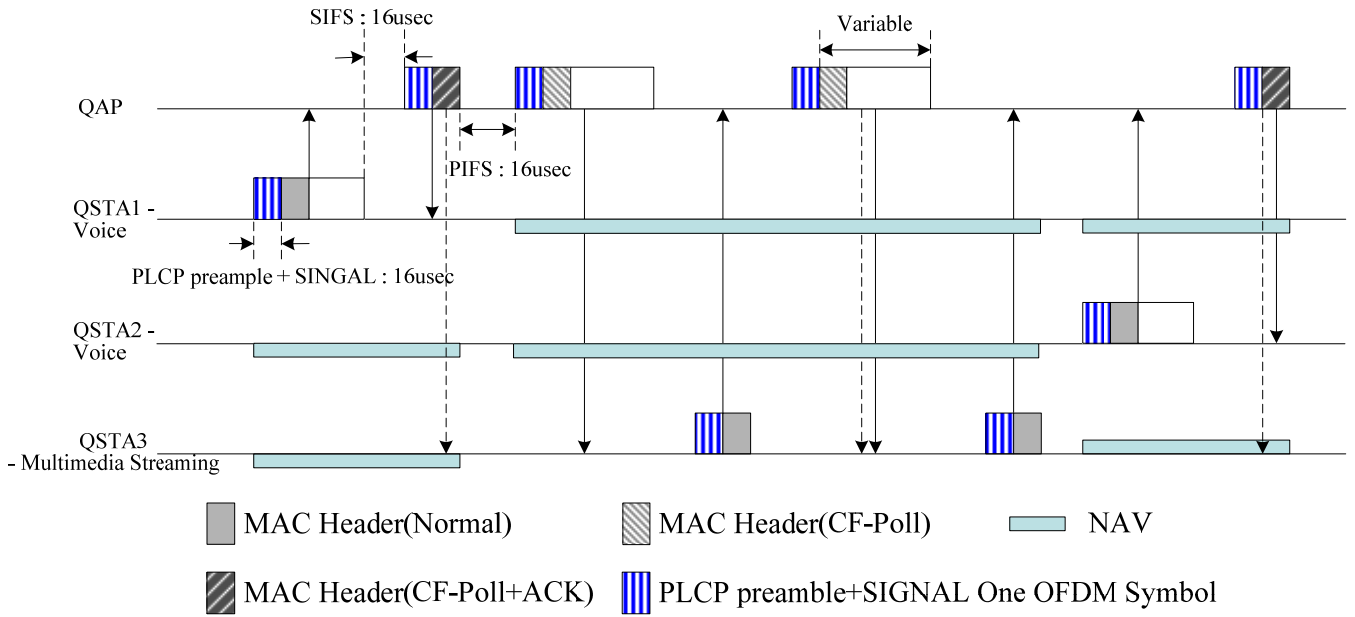 SIFS : 16usec
Variable
QAP
PIFS : 16usec
QSTA1 -
Voice
PLCP preample + SINGAL : 16usec
QSTA2 -
Voice
QSTA3
- Multimedia Streaming
MAC Header(Normal)
MAC Header(CF-Poll)
NAV
MAC Header(CF-Poll+ACK)
PLCP preamble+SIGNAL One OFDM Symbol